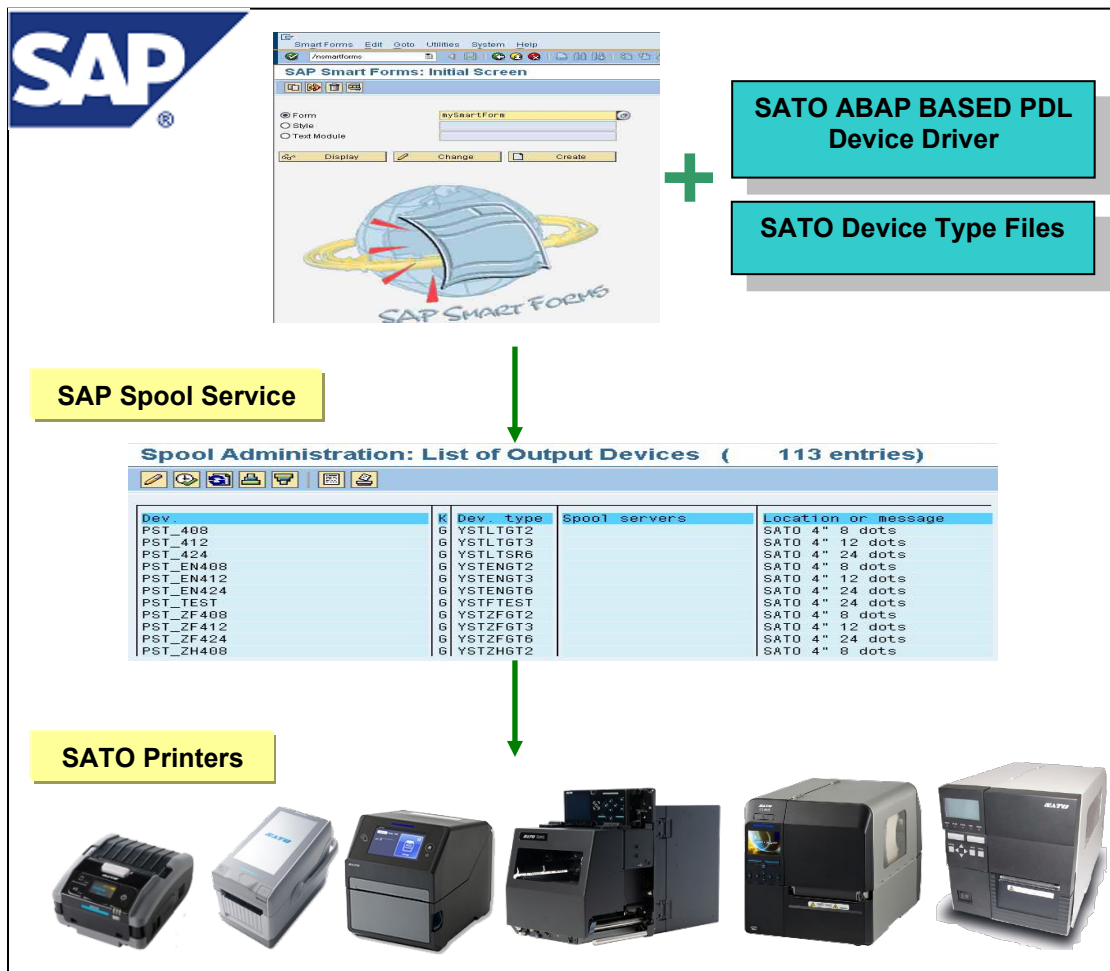 SAP
®
Smart Forms Edit Goto Utilities System Help
/nsmartforms
SAP Smart Forms: Initial Screen
Form mySmartForm
Style
Text Module
Display Change Create
SAP SMART FORMS
+
SATO ABAP BASED PDL
Device Driver
SATO Device Type Files
SAP Spool Service
Spool Administration: List of Output Devices ( 113 entries)
Dev. K Dev. type Spool servers Location or message
PST_408 G YSTLTGT2 SATO 4" 8 dots
PST_412 G YSTLTGT3 SATO 4" 12 dots
PST_424 G YSTLTSR6 SATO 4" 24 dots
PST_EN408 G YSTENGT2 SATO 4" 8 dots
PST_EN412 G YSTENGT3 SATO 4" 12 dots
PST_EN424 G YSTENGT6 SATO 4" 24 dots
PST_TEST G YSTFTEST SATO 4" 24 dots
PST_ZF408 G YSTZFGT2 SATO 4" 8 dots
PST_ZF412 G YSTZFGT3 SATO 4" 12 dots
PST_ZF424 G YSTZFGT6 SATO 4" 24 dots
PST_ZH408 G YSTZHGT2 SATO 4" 8 dots
SATO Printers
SATO
SATO
SATO
SATO